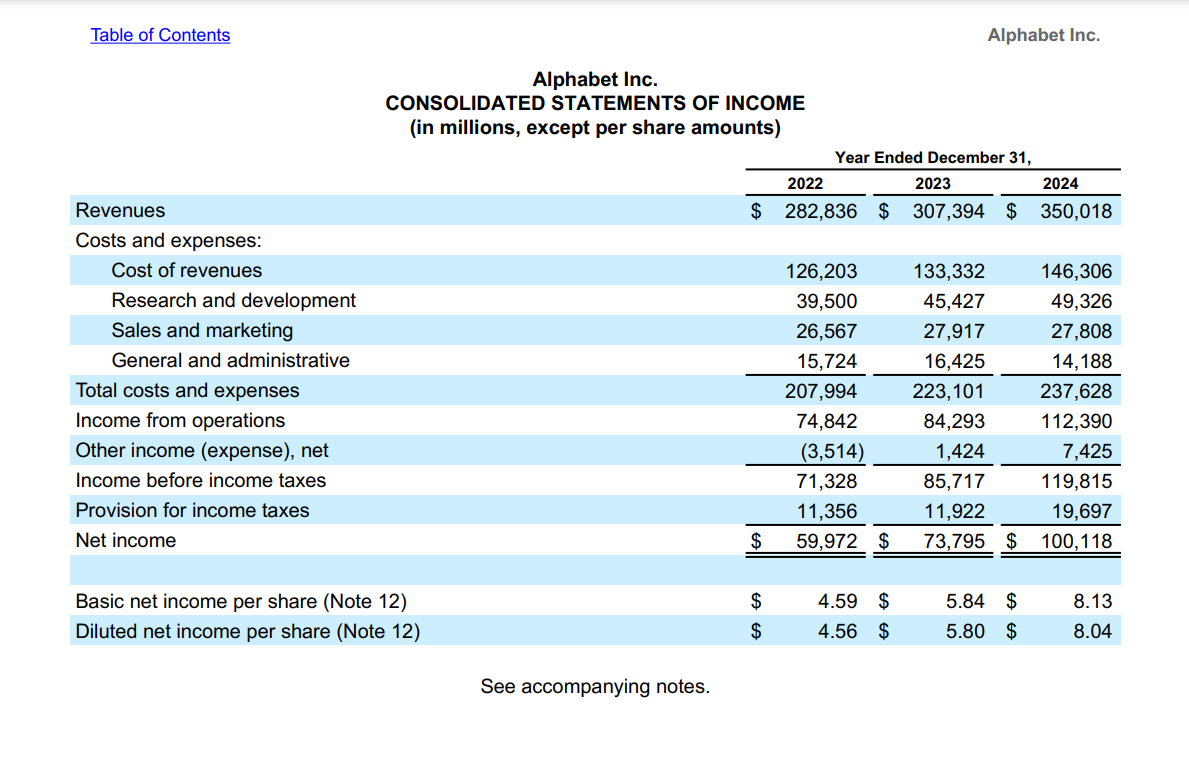 Table of Contents Alphabet Inc.
Alphabet Inc.
CONSOLIDATED STATEMENTS OF INCOME
(in millions, except per share amounts)
Year Ended December 31,
2022 2023 2024
Revenues $ 282,836 $ 307,394 $ 350,018
Costs and expenses:
Cost of revenues 126,203 133,332 146,306
Research and development 39,500 45,427 49,326
Sales and marketing 26,567 27,917 27,808
General and administrative 15,724 16,425 14,188
Total costs and expenses 207,994 223,101 237,628
Income from operations 74,842 84,293 112,390
Other income (expense), net (3,514) 1,424 7,425
Income before income taxes 71,328 85,717 119,815
Provision for income taxes 11,356 11,922 19,697
Net income $ 59,972 $ 73,795 $ 100,118
Basic net income per share (Note 12) $ 4.59 $ 5.84 $ 8.13
Diluted net income per share (Note 12) $ 4.56 $ 5.80 $ 8.04
See accompanying notes.